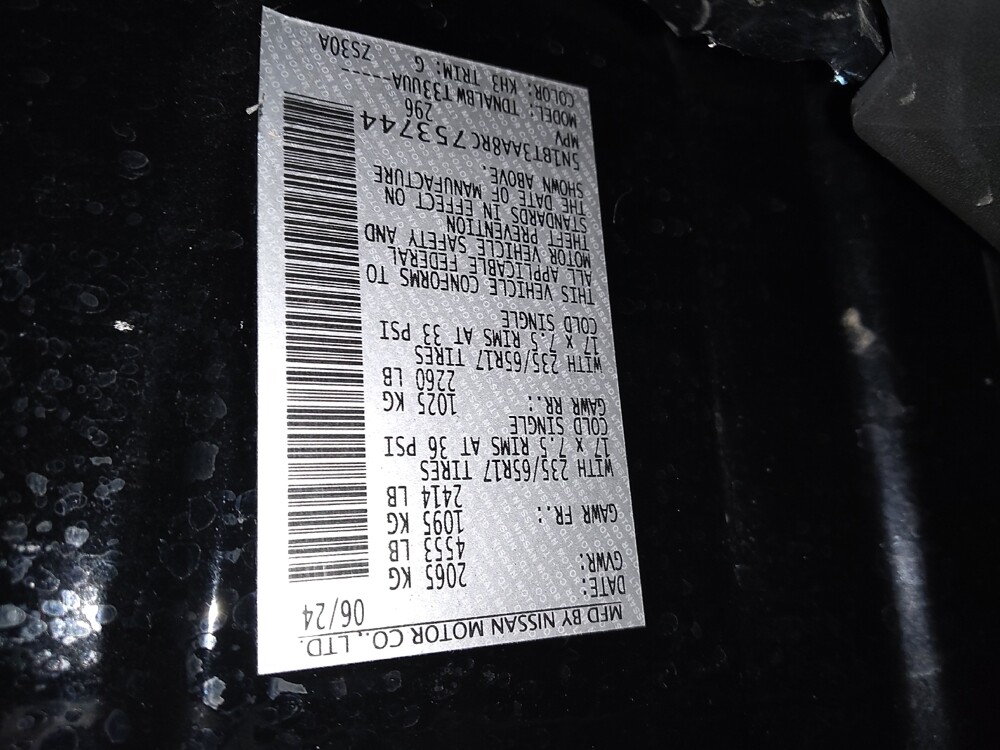 MFD BY NISSAN MOTOR CO., LTD.
DATE: 06/24
GVWR: 2065 KG
4553 LB
GAWR FR.: 1095 KG
2414 LB
WITH 235/65R17 TIRES
17 x 7.5 RIMS AT 36 PSI
COLD SINGLE
GAWR RR.: 1025 KG
2260 LB
WITH 235/65R17 TIRES
17 x 7.5 RIMS AT 33 PSI
COLD SINGLE
THIS VEHICLE CONFORMS TO
ALL APPLICABLE FEDERAL
MOTOR VEHICLE SAFETY AND
THEFT PREVENTION
STANDARDS IN EFFECT ON
THE DATE OF MANUFACTURE
SHOWN ABOVE.
5N1BT3AA8RC753744
MPV 296
MODEL: TDNALBWT33UUA-----
COLOR: KH3 TRIM: G ZS30A